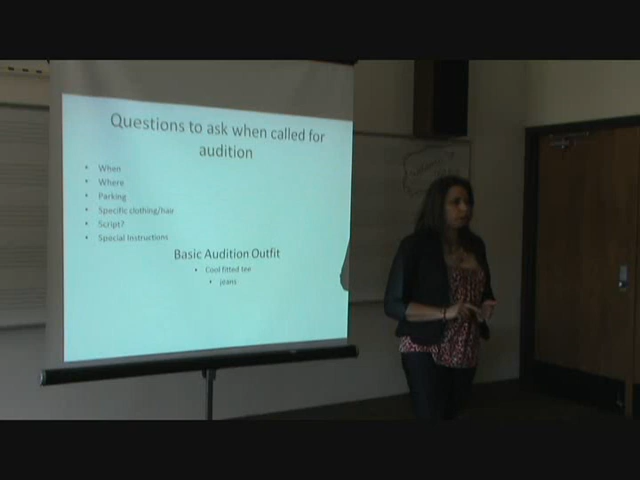 Questions to ask when called for
audition
• When
• Where
• Parking
• Specific clothing/hair
• Script?
• Special Instructions
Basic Audition Outfit
• Cool fitted tee
• jeans